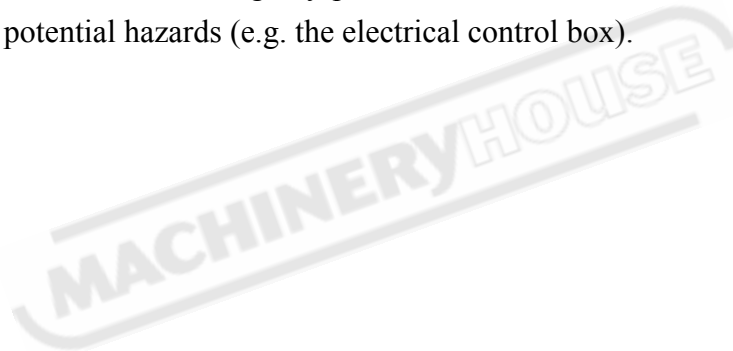 potential hazards (e.g. the electrical control box).
MACHINERYHOUSE